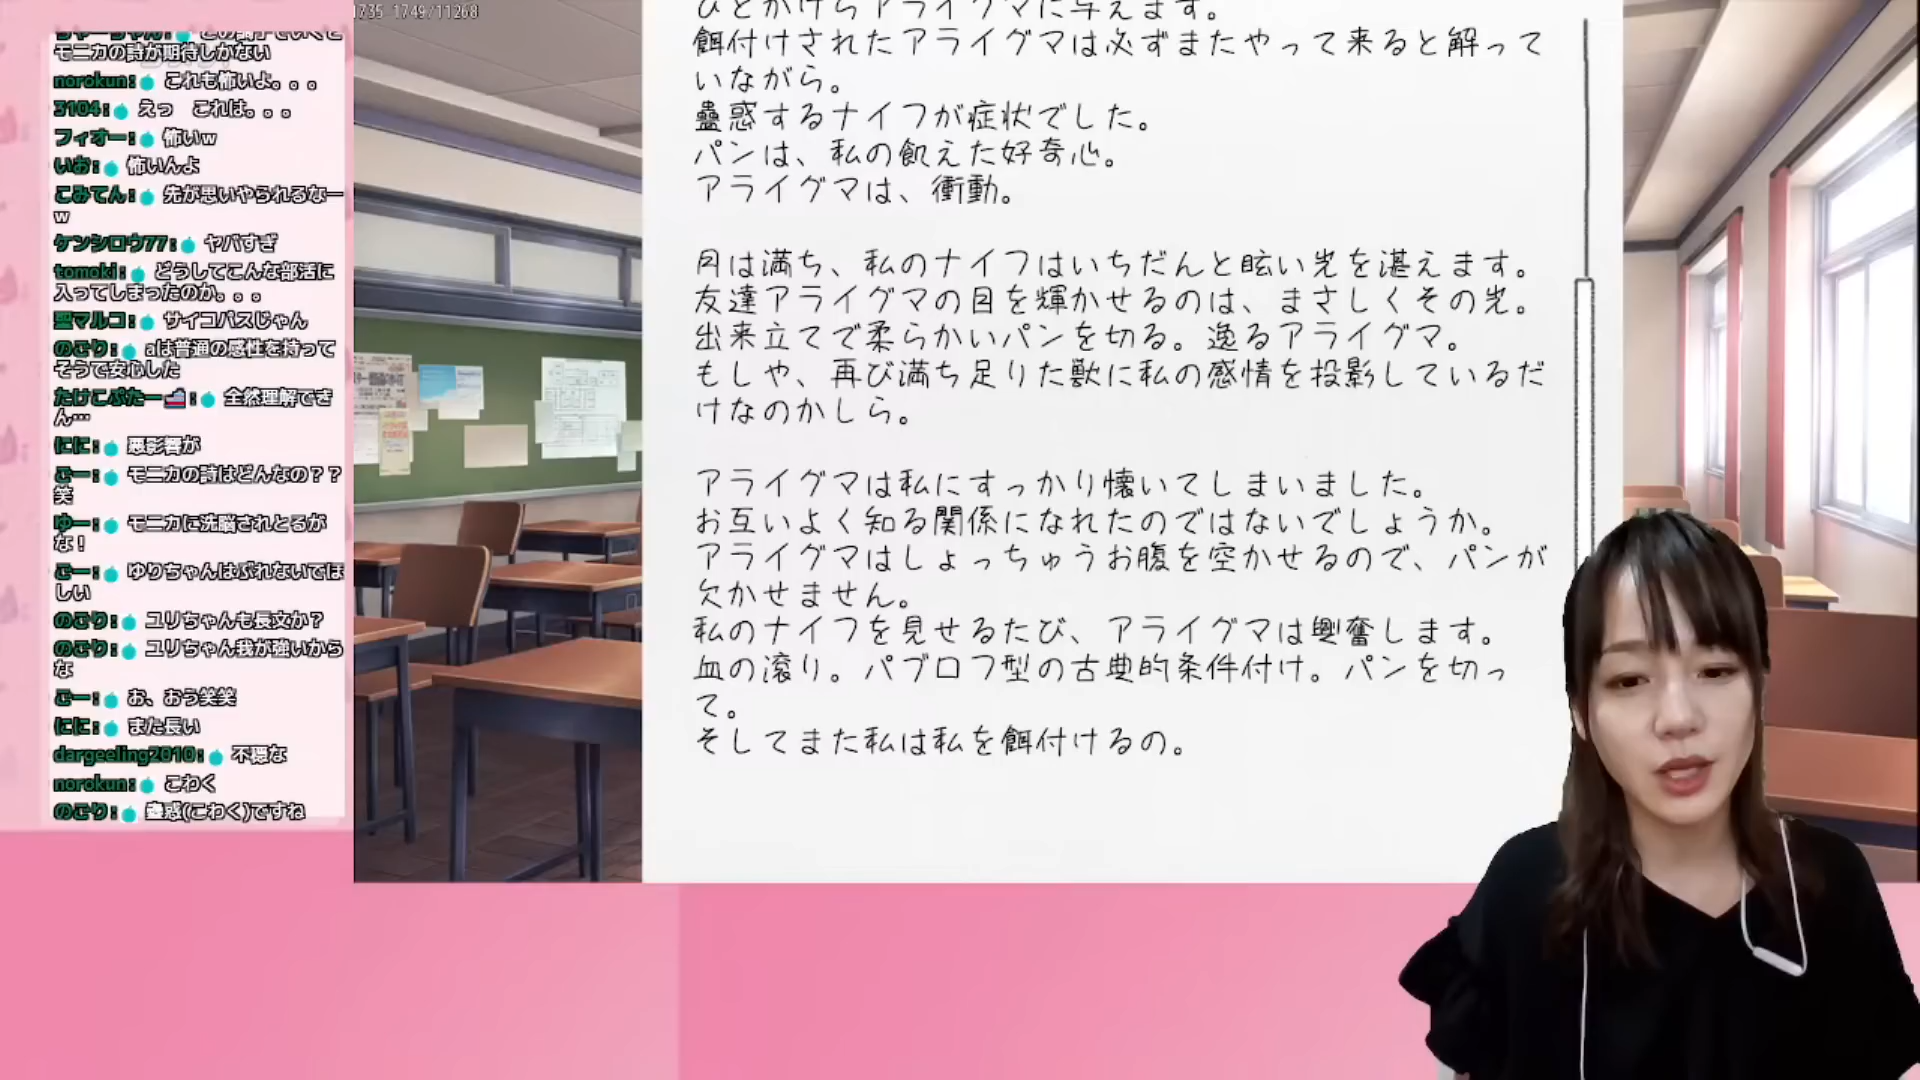 1735 1749/11268
モニカの詩が期待しかない
norokun: これも怖いよ。。。
3104: えっ これは。。。
フィオー: 怖いw
いお: 怖いんよ
こみてん: 先が思いやられるなー
w
ケンシロウ77: ヤバすぎ
tomoki: どうしてこんな部活に
入ってしまったのか。。。
聖マルコ: サイコパスじゃん
のごり: aは普通の感性を持って
そうで安心した
たけこぷたー: 全然理解でき
ん…
にに: 悪影響が
ごー: モニカの詩はどんなの？？
笑
ゆー: モニカに洗脳されとるが
な！
ごー: ゆりちゃんはぶれないでほ
しい
のごり: ユリちゃんも長文か？
のごり: ユリちゃん我が強いから
な
ごー: お、おう笑笑
にに: また長い
dargeeling2010: 不穏な
norokun: こわく
のごり: 蠱惑(こわく)ですね
ひとかけらアライグマに与えます。
餌付けされたアライグマは必ずまたやって来ると解って
いながら。
蠱惑するナイフが症状でした。
パンは、私の飢えた好奇心。
アライグマは、衝動。
月は満ち、私のナイフはいちだんと眩い光を湛えます。
友達アライグマの目を輝かせるのは、まさしくその光。
出来立てで柔らかいパンを切る。逸るアライグマ。
もしや、再び満ち足りた獣に私の感情を投影しているだ
けなのかしら。
アライグマは私にすっかり懐いてしまいました。
お互いよく知る関係になれたのではないでしょうか。
アライグマはしょっちゅうお腹を空かせるので、パンが
欠かせません。
私のナイフを見せるたび、アライグマは興奮します。
血の滾り。パブロフ型の古典的条件付け。パンを切っ
て。
そしてまた私は私を餌付けるの。